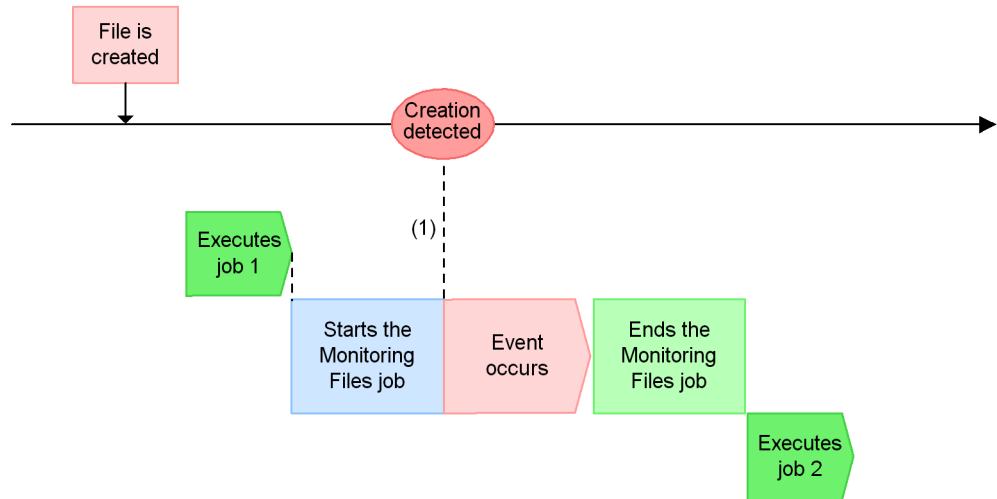 File is
created
Creation
detected
(1)
Executes
job 1
Starts the
Monitoring
Files job
Event
occurs
Ends the
Monitoring
Files job
Executes
job 2